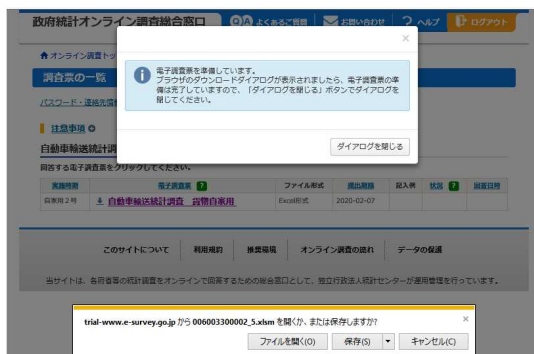 政府統計オンライン調査総合窓口
Q&A よくあるご質問
お問い合わせ
? ヘルプ
ログアウト
オンライン調査トッ
×
調査票の一覧
電子調査票を準備しています。
ブラウザのダウンロードダイアログが表示されましたら、電子調査票の準
備は完了していますので、「ダイアログを閉じる」ボタンでダイアログを
閉じてください。
パスワード・連絡先情
注意事項
自動車輸送統計調
ダイアログを閉じる
回答する電子調査票をクリックしてください。
実施時期 電子調査票 ? ファイル形式 提出期限 記入例 状況 ? 回答日時
自家用2号 自動車輸送統計調査 貨物自家用 Excel形式 2020-02-07
このサイトについて 利用規約 推奨環境 オンライン調査の流れ データの保護
当サイトは、各府省等の統計調査をオンラインで回答するための総合窓口として、独立行政法人統計センターが運用管理を行っています。
trial-www.e-survey.go.jp から 006003300002_5.xlsm を開くか、または保存しますか?
×
ファイルを開く(O) 保存(S) キャンセル(C)